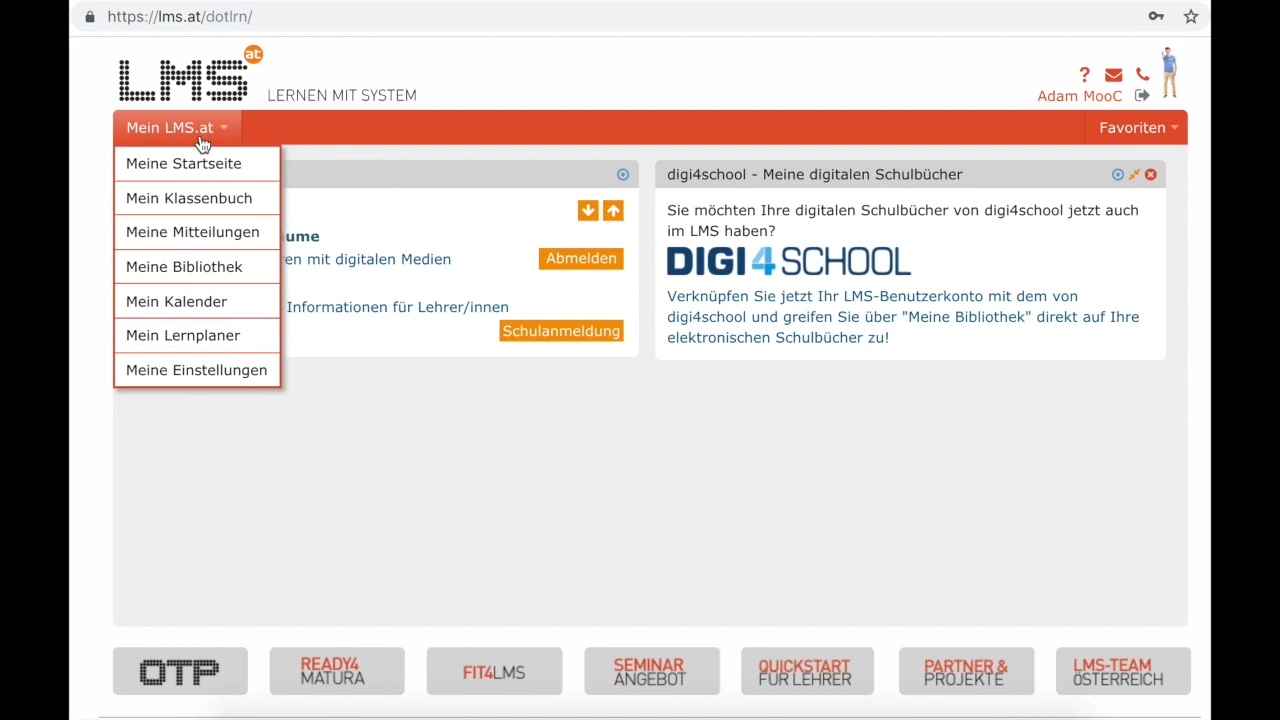 https://lms.at/dotlrn/
LMS at
LERNEN MIT SYSTEM
Adam MooC
Mein LMS.at
Favoriten
Meine Startseite
Mein Klassenbuch
Meine Mitteilungen
Meine Bibliothek
Mein Kalender
Mein Lernplaner
Meine Einstellungen
en mit digitalen Medien
Abmelden
Informationen für Lehrer/innen
Schulanmeldung
digi4school - Meine digitalen Schulbücher
Sie möchten Ihre digitalen Schulbücher von digi4school jetzt auch
im LMS haben?
DIGI4SCHOOL
Verknüpfen Sie jetzt Ihr LMS-Benutzerkonto mit dem von
digi4school und greifen Sie über "Meine Bibliothek" direkt auf Ihre
elektronischen Schulbücher zu!
OTP
READY4
MATURA
FIT4LMS
SEMINAR
ANGEBOT
QUICKSTART
FÜR LEHRER
PARTNER &
PROJEKTE
LMS-TEAM
ÖSTERREICH